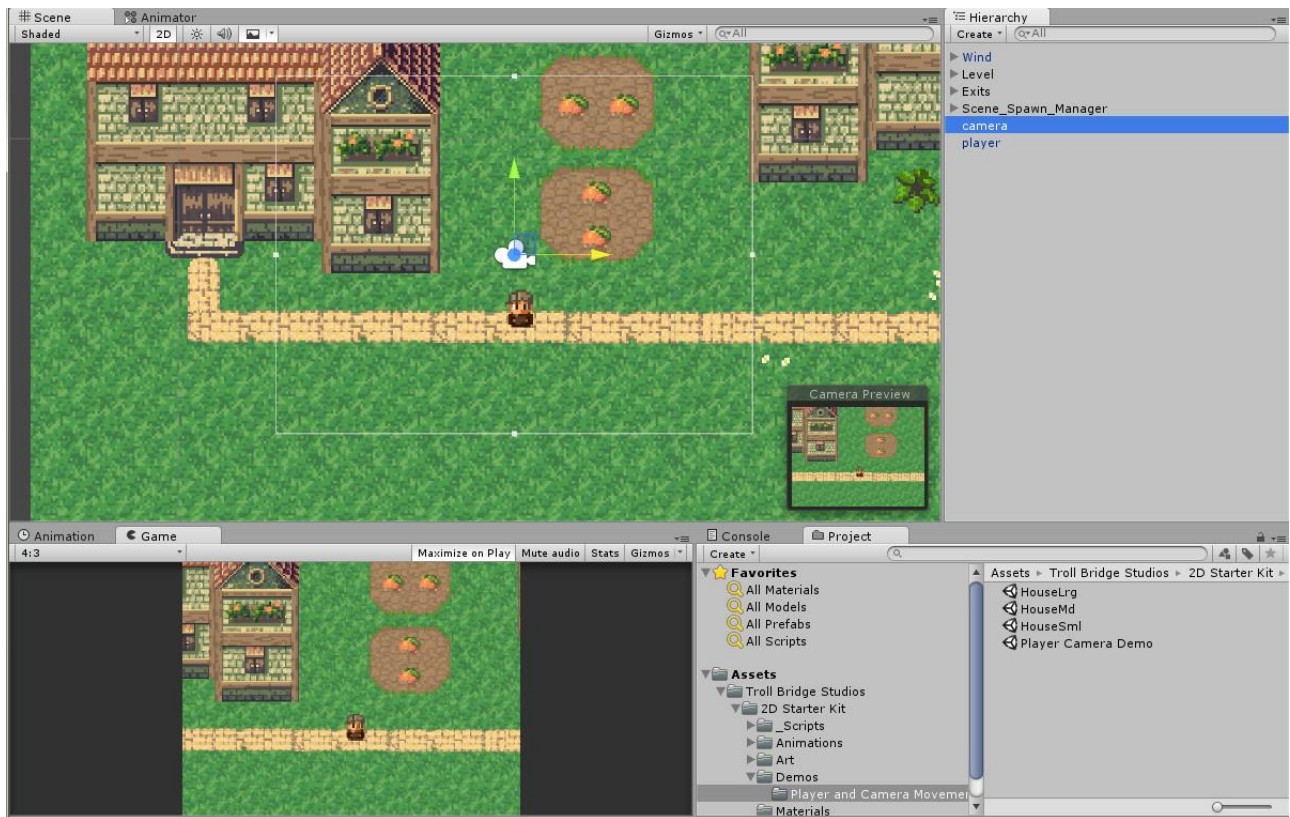 Scene
Animator
Shaded
2D
Gizmos
All
Camera Preview
Hierarchy
Create
All
Wind
Level
Exits
Scene_Spawn_Manager
camera
player
Animation
Game
4:3
Maximize on Play
Mute audio
Stats
Gizmos
Console
Project
Create
Favorites
All Materials
All Models
All Prefabs
All Scripts
Assets
Troll Bridge Studios
2D Starter Kit
_Scripts
Animations
Art
Demos
Player and Camera Movemen
Materials
Assets ▸ Troll Bridge Studios ▸ 2D Starter Kit ▸
HouseLrg
HouseMd
HouseSml
Player Camera Demo